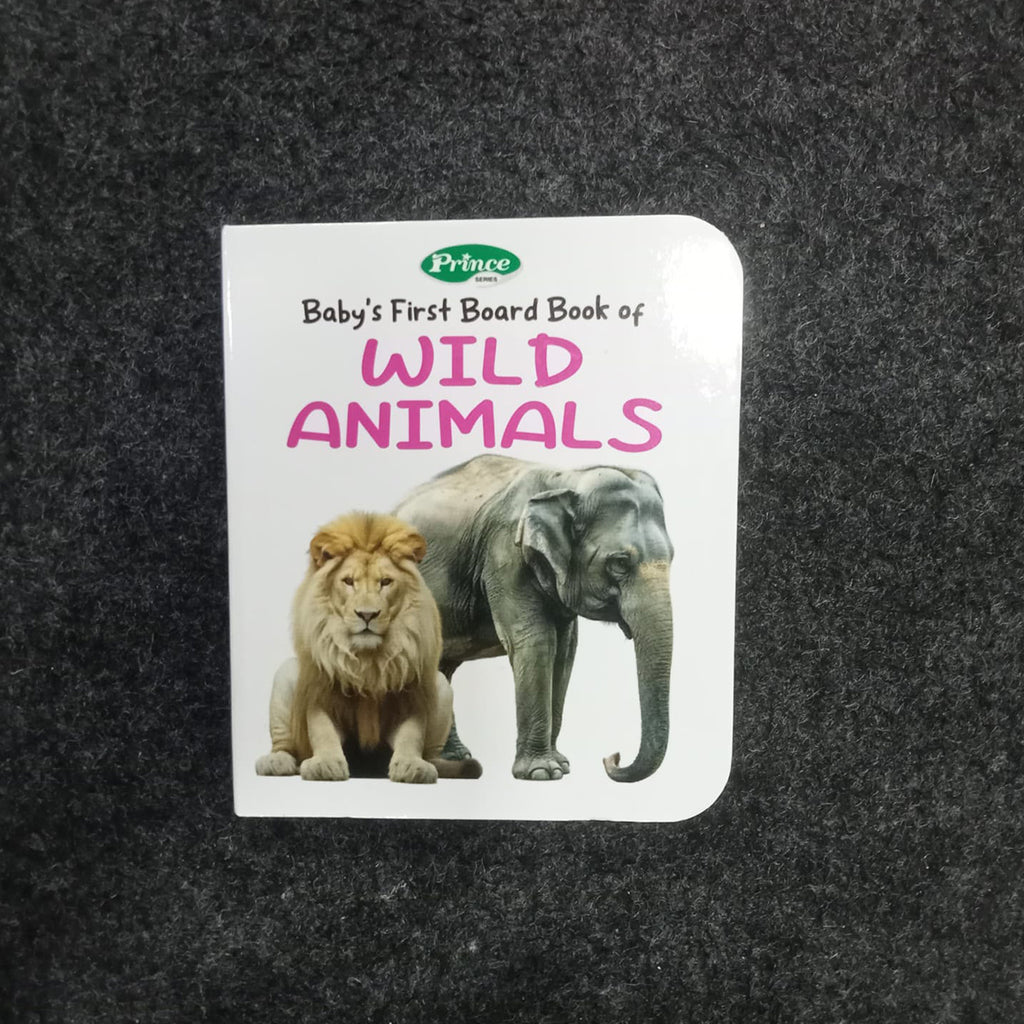 Prince
SERIES
Baby's First Board Book of
WILD
ANIMALS